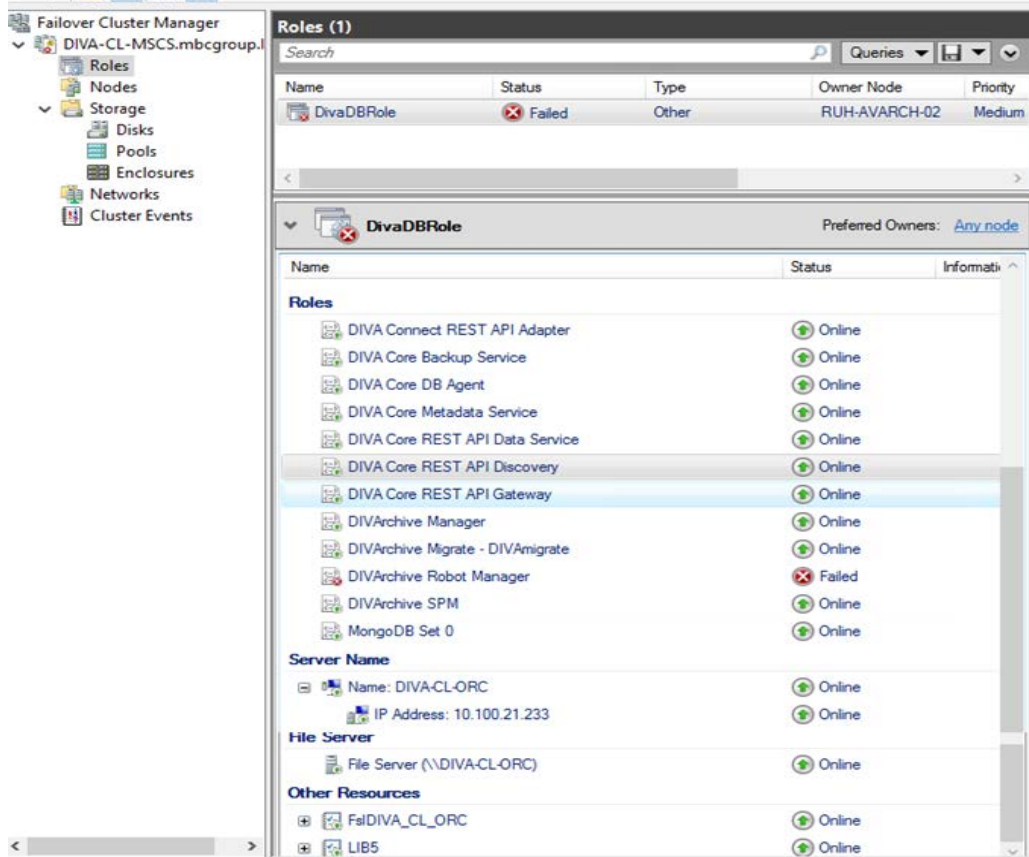 Failover Cluster Manager
DIVA-CL-MSCS.mbcgroup.l
Roles
Nodes
Storage
Disks
Pools
Enclosures
Networks
Cluster Events
Roles (1)
Search Queries
Name Status Type Owner Node Priority
DivaDBRole Failed Other RUH-AVARCH-02 Medium
DivaDBRole Preferred Owners: Any node
Name Status Informati
Roles
DIVA Connect REST API Adapter Online
DIVA Core Backup Service Online
DIVA Core DB Agent Online
DIVA Core Metadata Service Online
DIVA Core REST API Data Service Online
DIVA Core REST API Discovery Online
DIVA Core REST API Gateway Online
DIVArchive Manager Online
DIVArchive Migrate - DIVAmigrate Online
DIVArchive Robot Manager Failed
DIVArchive SPM Online
MongoDB Set 0 Online
Server Name
Name: DIVA-CL-ORC Online
IP Address: 10.100.21.233 Online
File Server
File Server (\\DIVA-CL-ORC) Online
Other Resources
FsIDIVA_CL_ORC Online
LIB5 Online